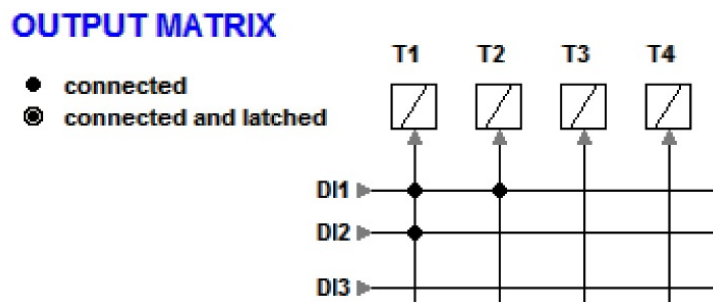 OUTPUT MATRIX
connected
connected and latched
T1 T2 T3 T4
DI1
DI2
DI3